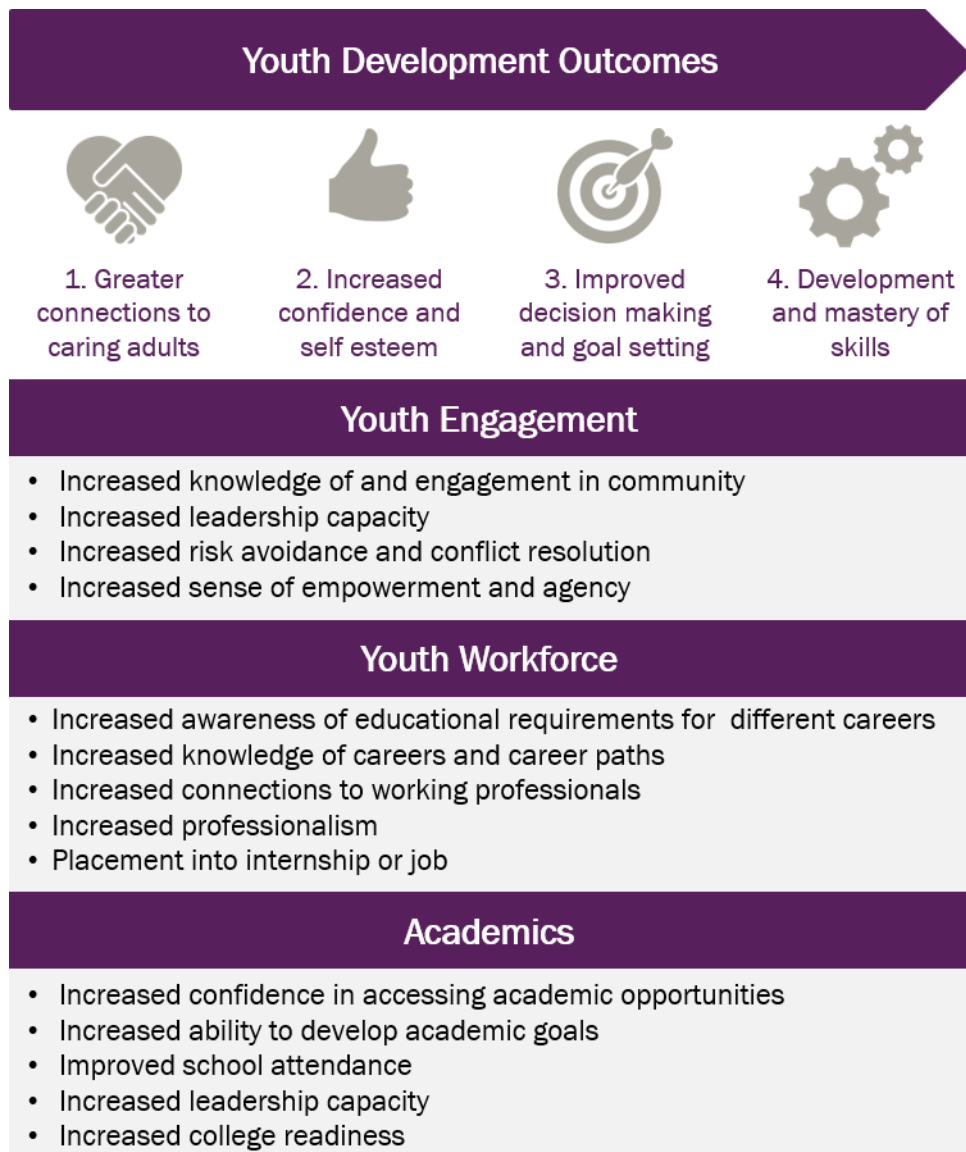 Youth Development Outcomes
1. Greater
connections to
caring adults
2. Increased
confidence and
self esteem
3. Improved
decision making
and goal setting
4. Development
and mastery of
skills
Youth Engagement
• Increased knowledge of and engagement in community
• Increased leadership capacity
• Increased risk avoidance and conflict resolution
• Increased sense of empowerment and agency
Youth Workforce
• Increased awareness of educational requirements for  different careers
• Increased knowledge of careers and career paths
• Increased connections to working professionals
• Increased professionalism
• Placement into internship or job
Academics
• Increased confidence in accessing academic opportunities
• Increased ability to develop academic goals
• Improved school attendance
• Increased leadership capacity
• Increased college readiness